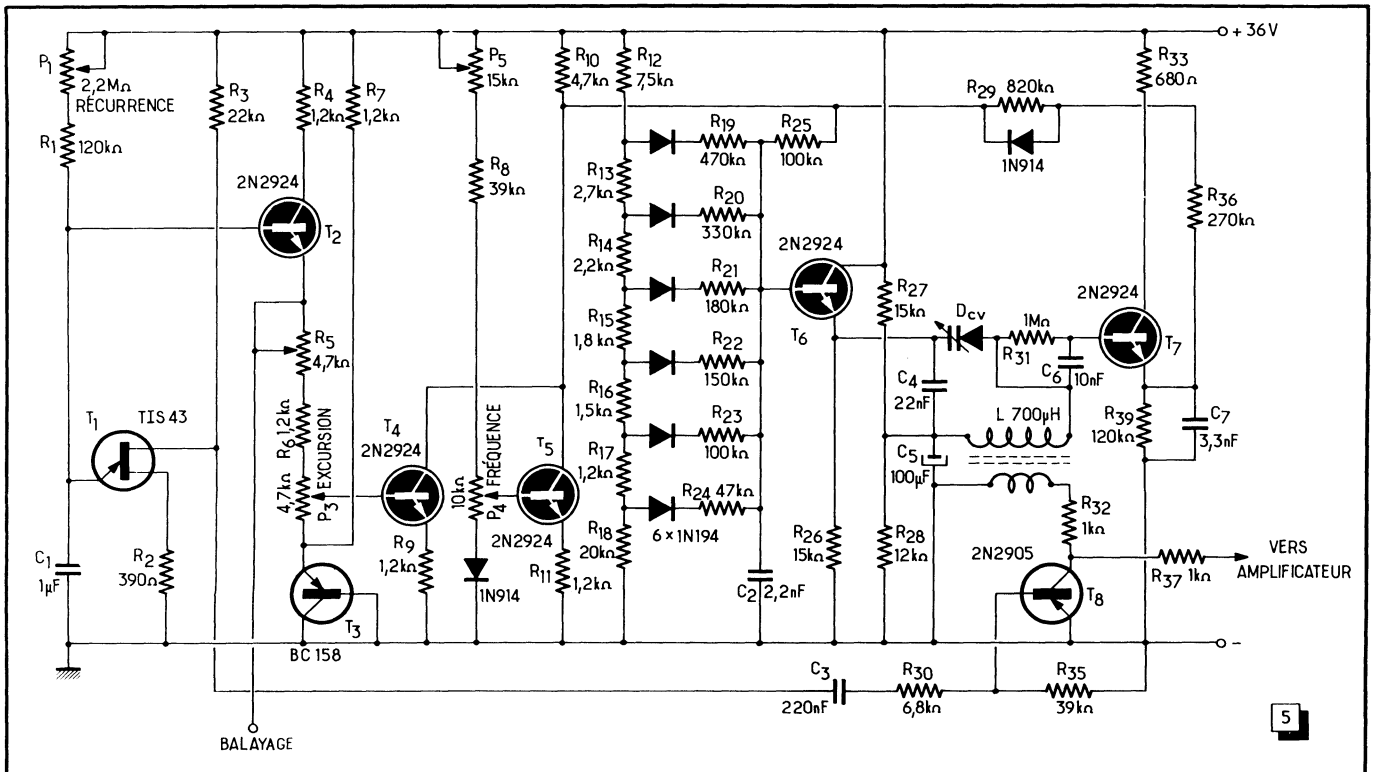 + 36V
P1
2,2MΩ
RÉCURRENCE
R1
120kΩ
R3
22kΩ
R4
1,2kΩ
R7
1,2kΩ
P5
15kΩ
R10
4,7kΩ
R12
7,5kΩ
R29
820kΩ
1N914
R33
680Ω
R8
39kΩ
R19
470kΩ
R25
100kΩ
R13
2,7kΩ
R20
330kΩ
R36
270kΩ
2N2924
T2
R14
2,2kΩ
R21
180kΩ
2N2924
T6
R27
15kΩ
2N2924
T7
Dcv
1MΩ
R31
C6
10nF
R5
4,7kΩ
R15
1,8kΩ
R22
150kΩ
C4
22nF
L 700µH
R16
1,5kΩ
R23
100kΩ
R39
120kΩ
C7
3,3nF
T1
TIS 43
R6 1,2kΩ
4,7kΩ
P3 EXCURSION
T4
2N2924
10kΩ
P4 FRÉQUENCE
T5
2N2924
R17
1,2kΩ
R24 47kΩ
6 x 1N194
C5
100µF
R32
1kΩ
C1
1µF
R2
390Ω
R9
1,2kΩ
1N914
R11
1,2kΩ
R18
20kΩ
C2 2,2nF
R26
15kΩ
R28
12kΩ
2N2905
T8
R37 1kΩ
VERS
AMPLIFICATEUR
T3
BC 158
-
C3
220nF
R30
6,8kΩ
R35
39kΩ
BALAYAGE
5